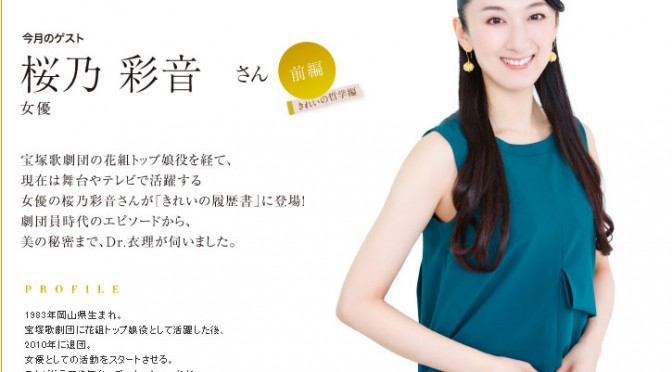 今月のゲスト
桜乃 彩音 さん
女優
前編
きれいの哲学編
宝塚歌劇団の花組トップ娘役を経て、
現在は舞台やテレビで活躍する
女優の桜乃彩音さんが「きれいの履歴書」に登場!
劇団員時代のエピソードから、
美の秘密まで、Dr.衣理が伺いました。
PROFILE
1983年岡山県生まれ。
宝塚歌劇団に花組トップ娘役として活躍した後、
2010年に退団。
女優としての活動をスタートさせる。